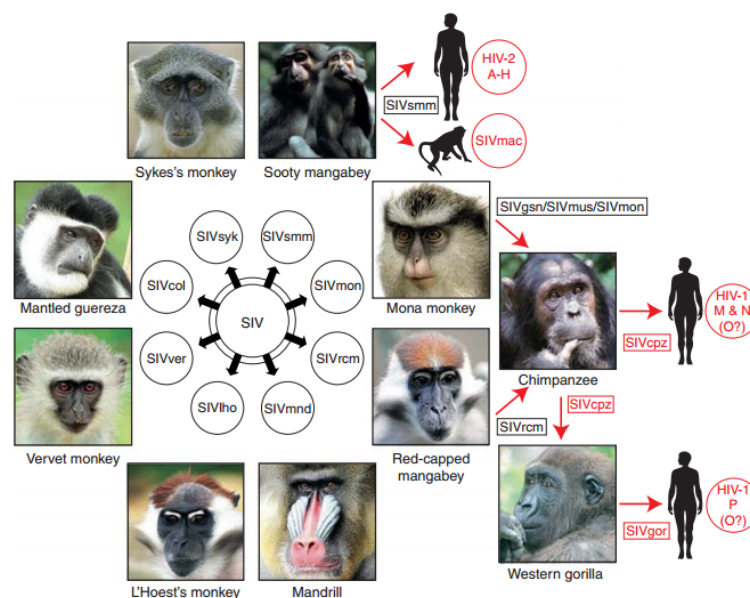 HIV-2
A-H
SIVsmm
SIVmac
Sykes's monkey
Sooty mangabey
SIVgsn/SIVmus/SIVmon
SIVsyk
SIVsmm
SIVcol
SIVmon
SIV
SIVver
SIVrcm
SIVlho
SIVmnd
Mantled guereza
Mona monkey
HIV-1
M & N
(O?)
SIVcpz
Chimpanzee
SIVcpz
SIVrcm
Vervet monkey
Red-capped
mangabey
HIV-1
P
(O?)
SIVgor
Western gorilla
L'Hoest's monkey
Mandrill